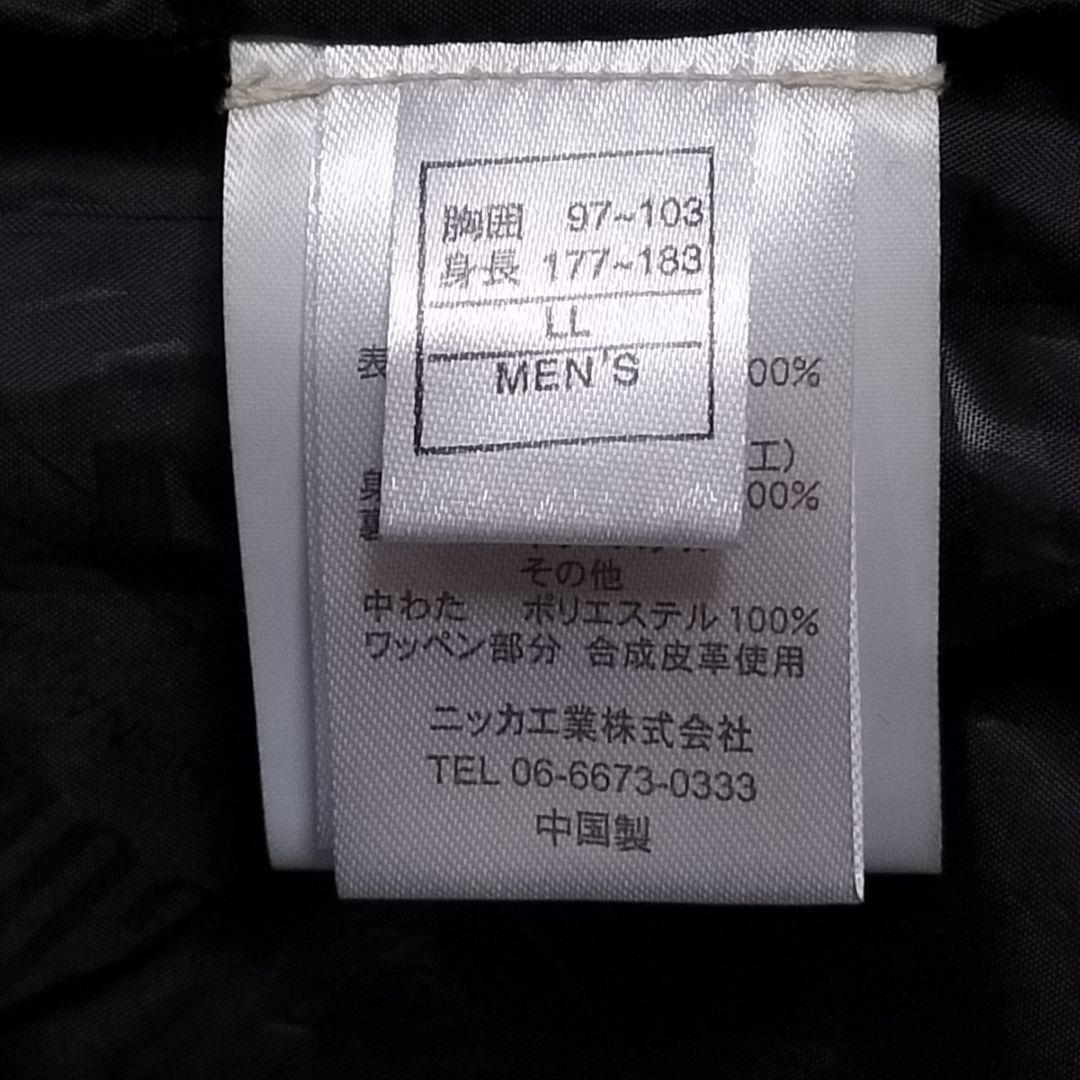 胸囲 97~103
身長 177~183
LL
MEN'S
表 00%
工)
00%
その他
中わた ポリエステル 100%
ワッペン部分 合成皮革使用
ニッカ工業株式会社
TEL 06-6673-0333
中国製